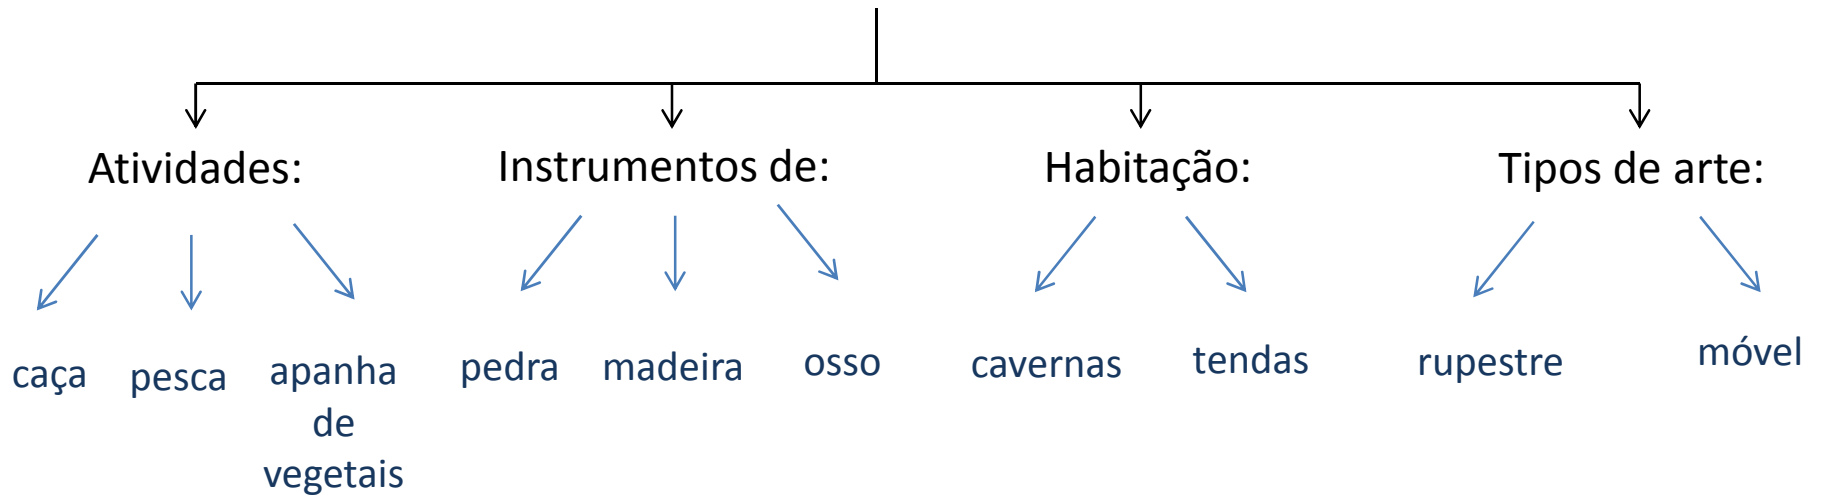 Atividades:
Instrumentos de:
Habitação:
Tipos de arte:
caça
pesca
apanha
de
vegetais
pedra
madeira
osso
cavernas
tendas
rupestre
móvel